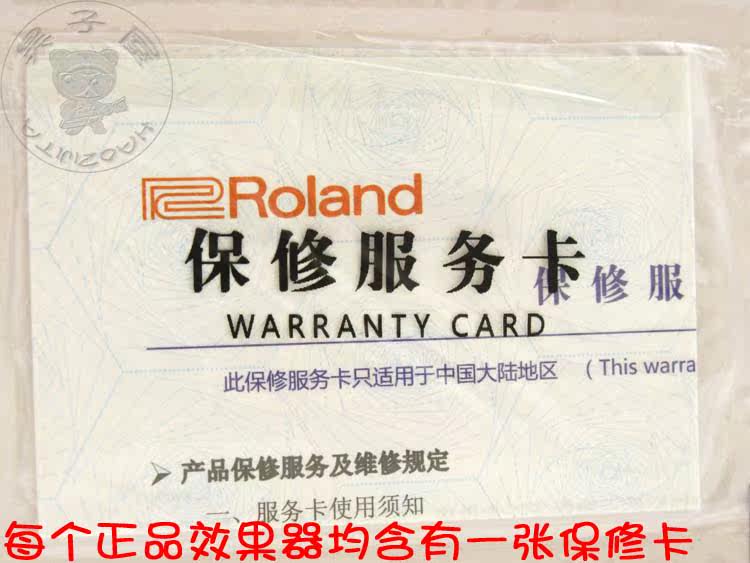 Roland
保修服务卡
保修服
WARRANTY CARD
此保修服务卡只适用于中国大陆地区 （This warra
产品保修服务及维修规定
一、服务卡使用须知
每个正品效果器均含有一张保修卡
HAOZIJITA